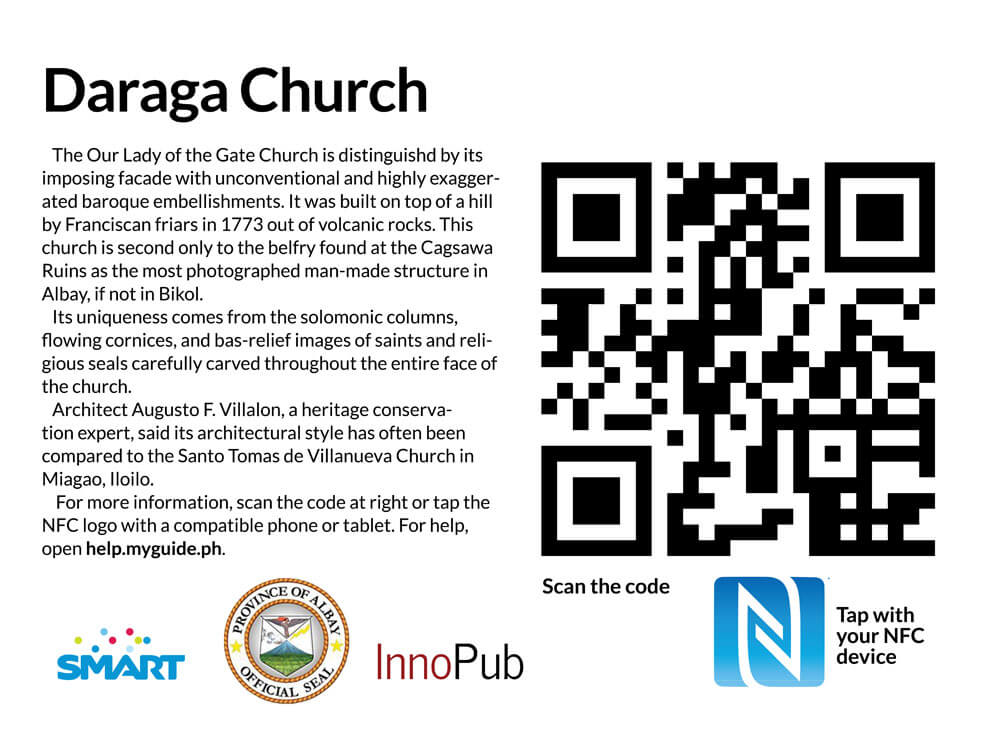 Daraga Church
The Our Lady of the Gate Church is distinguishd by its
imposing facade with unconventional and highly exagger-
ated baroque embellishments. It was built on top of a hill
by Franciscan friars in 1773 out of volcanic rocks. This
church is second only to the belfry found at the Cagsawa
Ruins as the most photographed man-made structure in
Albay, if not in Bikol.
Its uniqueness comes from the solomonic columns,
flowing cornices, and bas-relief images of saints and reli-
gious seals carefully carved throughout the entire face of
the church.
Architect Augusto F. Villalon, a heritage conserva-
tion expert, said its architectural style has often been
compared to the Santo Tomas de Villanueva Church in
Miagao, Iloilo.
For more information, scan the code at right or tap the
NFC logo with a compatible phone or tablet. For help,
open help.myguide.ph.
Scan the code
Tap with
your NFC
device
SMART
PROVINCE OF ALBAY
OFFICIAL SEAL
InnoPub